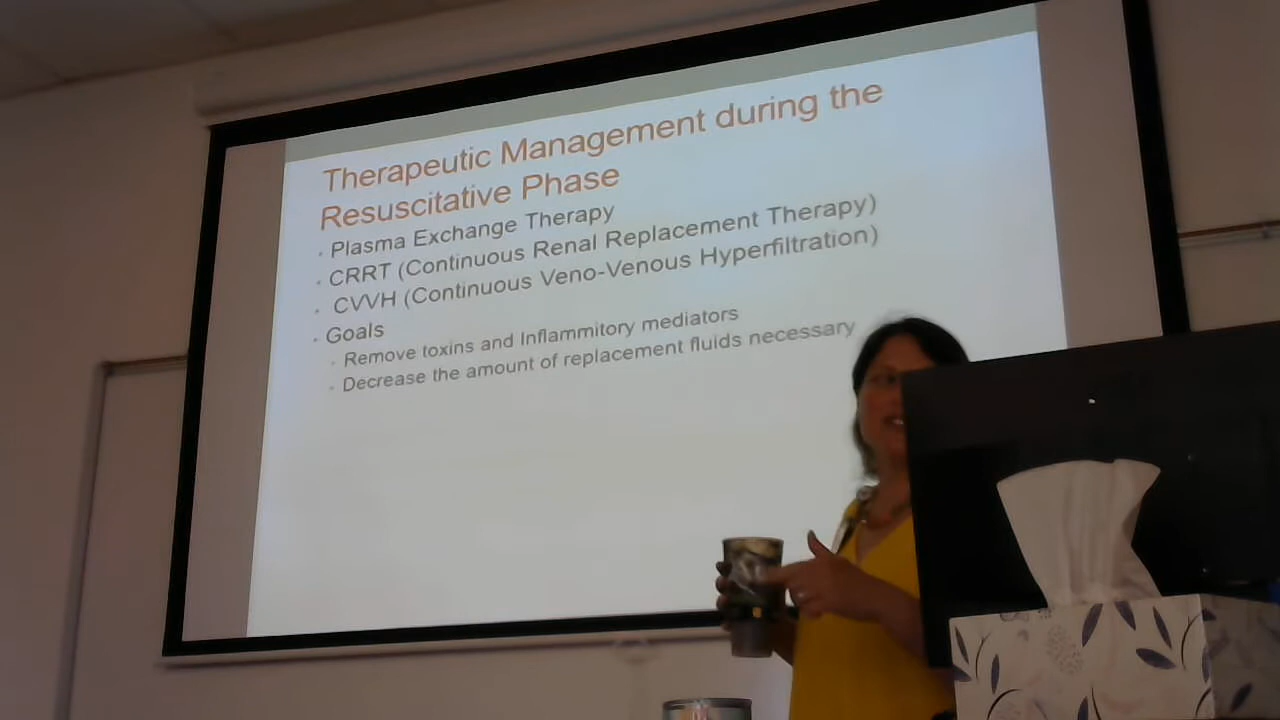 Therapeutic Management during the
Resuscitative Phase
· Plasma Exchange Therapy
· CRRT (Continuous Renal Replacement Therapy)
· CVVH (Continuous Veno-Venous Hyperfiltration)
· Goals
· Remove toxins and Inflammitory mediators
· Decrease the amount of replacement fluids necessary